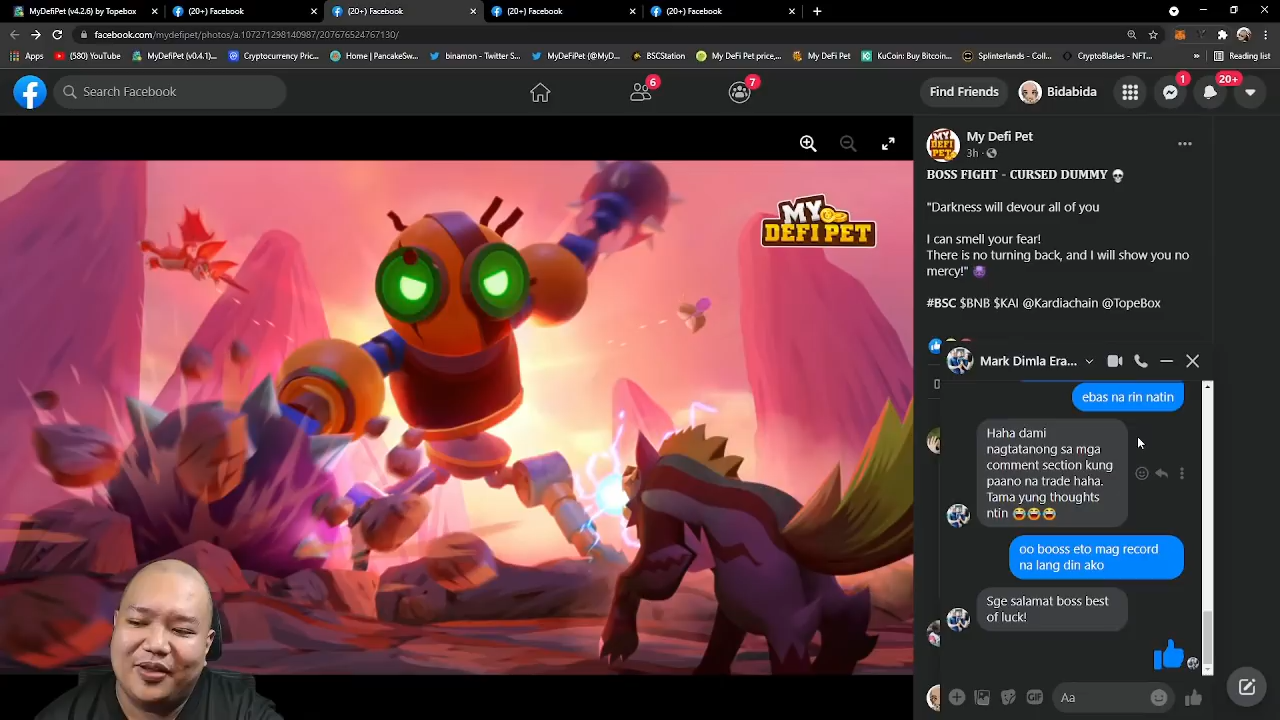 MyDefiPet (v4.2.6) by Topebox
(20+) Facebook
(20+) Facebook
(20+) Facebook
(20+) Facebook
facebook.com/mydefipet/photos/a.107271298140987/207676524767130/
Apps
(580) YouTube
MyDefiPet (v0.4.1)...
Cryptocurrency Pric...
Home | PancakeSw...
binamon - Twitter S...
MyDefiPet (@MyD...
BSCStation
My DeFi Pet price,...
My DeFi Pet
KuCoin: Buy Bitcoin...
Splinterlands - Coll...
CryptoBlades - NFT...
»
Reading list
Search Facebook
6
7
Find Friends
Bidabida
1
20+
MY
DEFI PET
MY
DEFI
PET
My Defi Pet
3h ·
BOSS FIGHT - CURSED DUMMY
"Darkness will devour all of you
I can smell your fear!
There is no turning back, and I will show you no
mercy!"
#BSC $BNB $KAI @Kardiachain @TopeBox
Mark Dimla Era...
ebas na rin natin
Haha dami
nagtatanong sa mga
comment section kung
paano na trade haha.
Tama yung thoughts
ntin
oo booss eto mag record
na lang din ako
Sge salamat boss best
of luck!
GIF
Aa